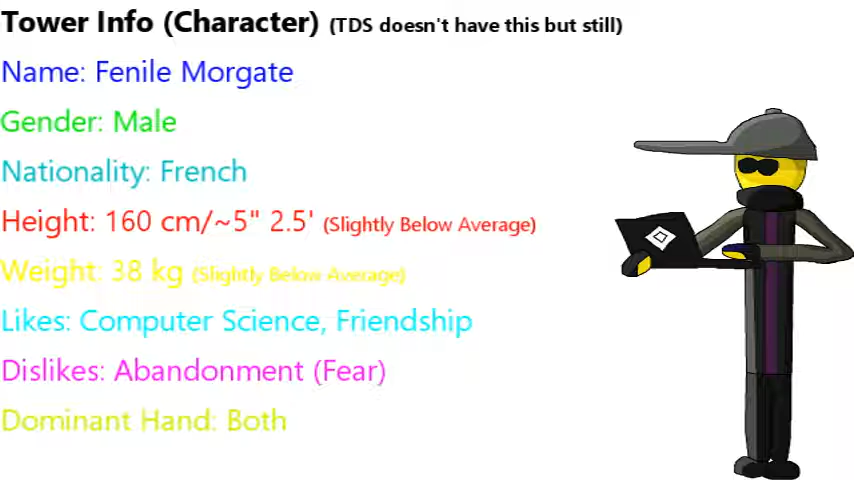 Tower Info (Character) (TDS doesn't have this but still)
Name: Fenile Morgate
Gender: Male
Nationality: French
Height: 160 cm/~5" 2.5' (Slightly Below Average)
Weight: 38 kg (Slightly Below Average)
Likes: Computer Science, Friendship
Dislikes: Abandonment (Fear)
Dominant Hand: Both